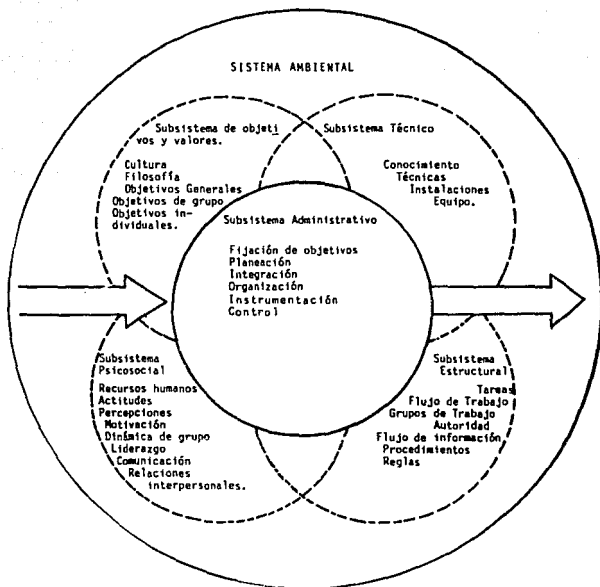 SISTEMA AMBIENTAL
Subsistema de objeti
vos y valores.
Cultura
Filosofía
Objetivos Generales
Objetivos de grupo
Objetivos in-
dividuales.
Subsistema Técnico
Conocimiento
Técnicas
Instalaciones
Equipo.
Subsistema Administrativo
Fijación de objetivos
Planeación
Integración
Organización
Instrumentación
Control
Subsistema
Psicosocial
Recursos humanos
Actitudes
Percepciones
Motivación
Dinámica de grupo
Liderazgo
Comunicación
Relaciones
interpersonales.
Subsistema
Estructural
Tareas
Flujo de Trabajo
Grupos de Trabajo
Autoridad
Flujo de información
Procedimientos
Reglas